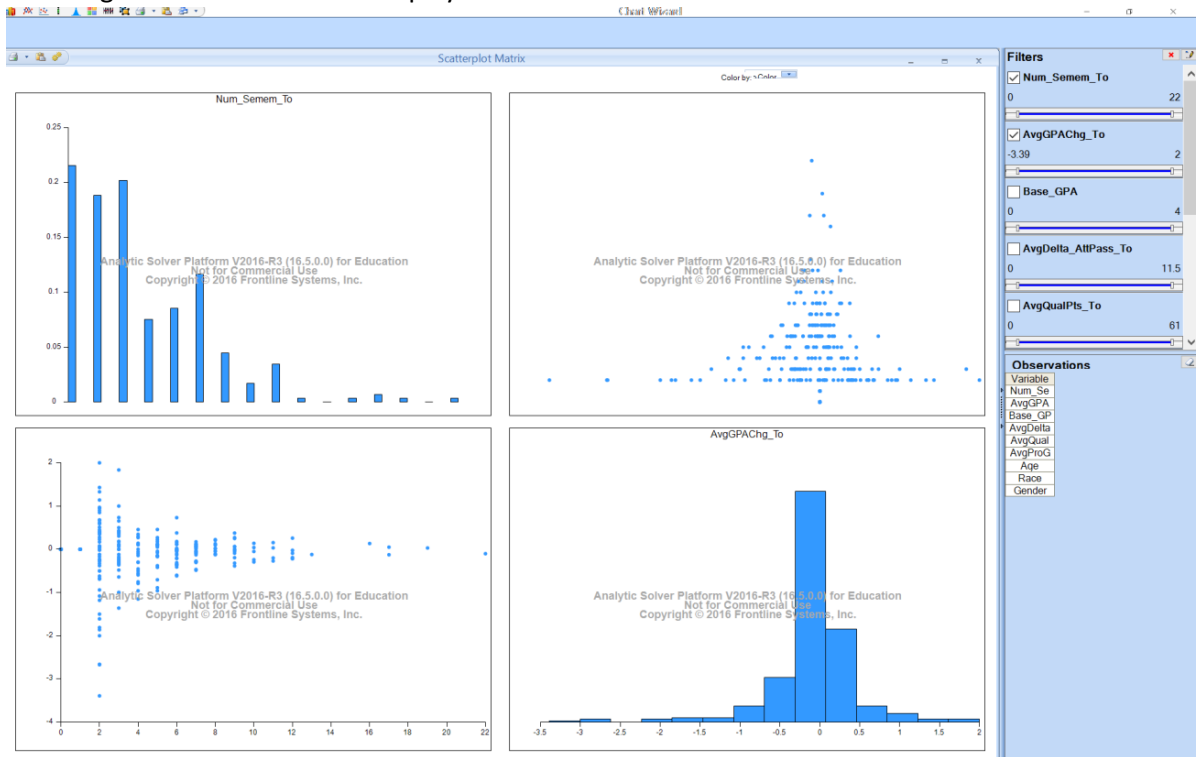 Chart Wizard
Scatterplot Matrix
Color by:
Num_Semem_To
0.25
0.2
0.15
0.1
0.05
0
Analytic Solver Platform V2016-R3 (16.5.0.0) for Education
Not for Commercial Use
Copyright © 2016 Frontline Systems, Inc.
Analytic Solver Platform V2016-R3 (16.5.0.0) for Education
Not for Commercial Use
Copyright © 2016 Frontline Systems, Inc.
2
1
0
-1
-2
-3
-4
0 2 4 6 8 10 12 14 16 18 20 22
Analytic Solver Platform V2016-R3 (16.5.0.0) for Education
Not for Commercial Use
Copyright © 2016 Frontline Systems, Inc.
AvgGPAChg_To
Analytic Solver Platform V2016-R3 (16.5.0.0) for Education
Not for Commercial Use
Copyright © 2016 Frontline Systems, Inc.
-3.5 -3 -2.5 -2 -1.5 -1 -0.5 0 0.5 1 1.5 2
Filters
Num_Semem_To
0 22
AvgGPAChg_To
-3.39 2
Base_GPA
0 4
AvgDelta_AttPass_To
0 11.5
AvgQualPts_To
0 61
Observations
Variable
Num_Se
AvgGPA
Base_GP
AvgDelta
AvgQual
AvgProG
Age
Race
Gender